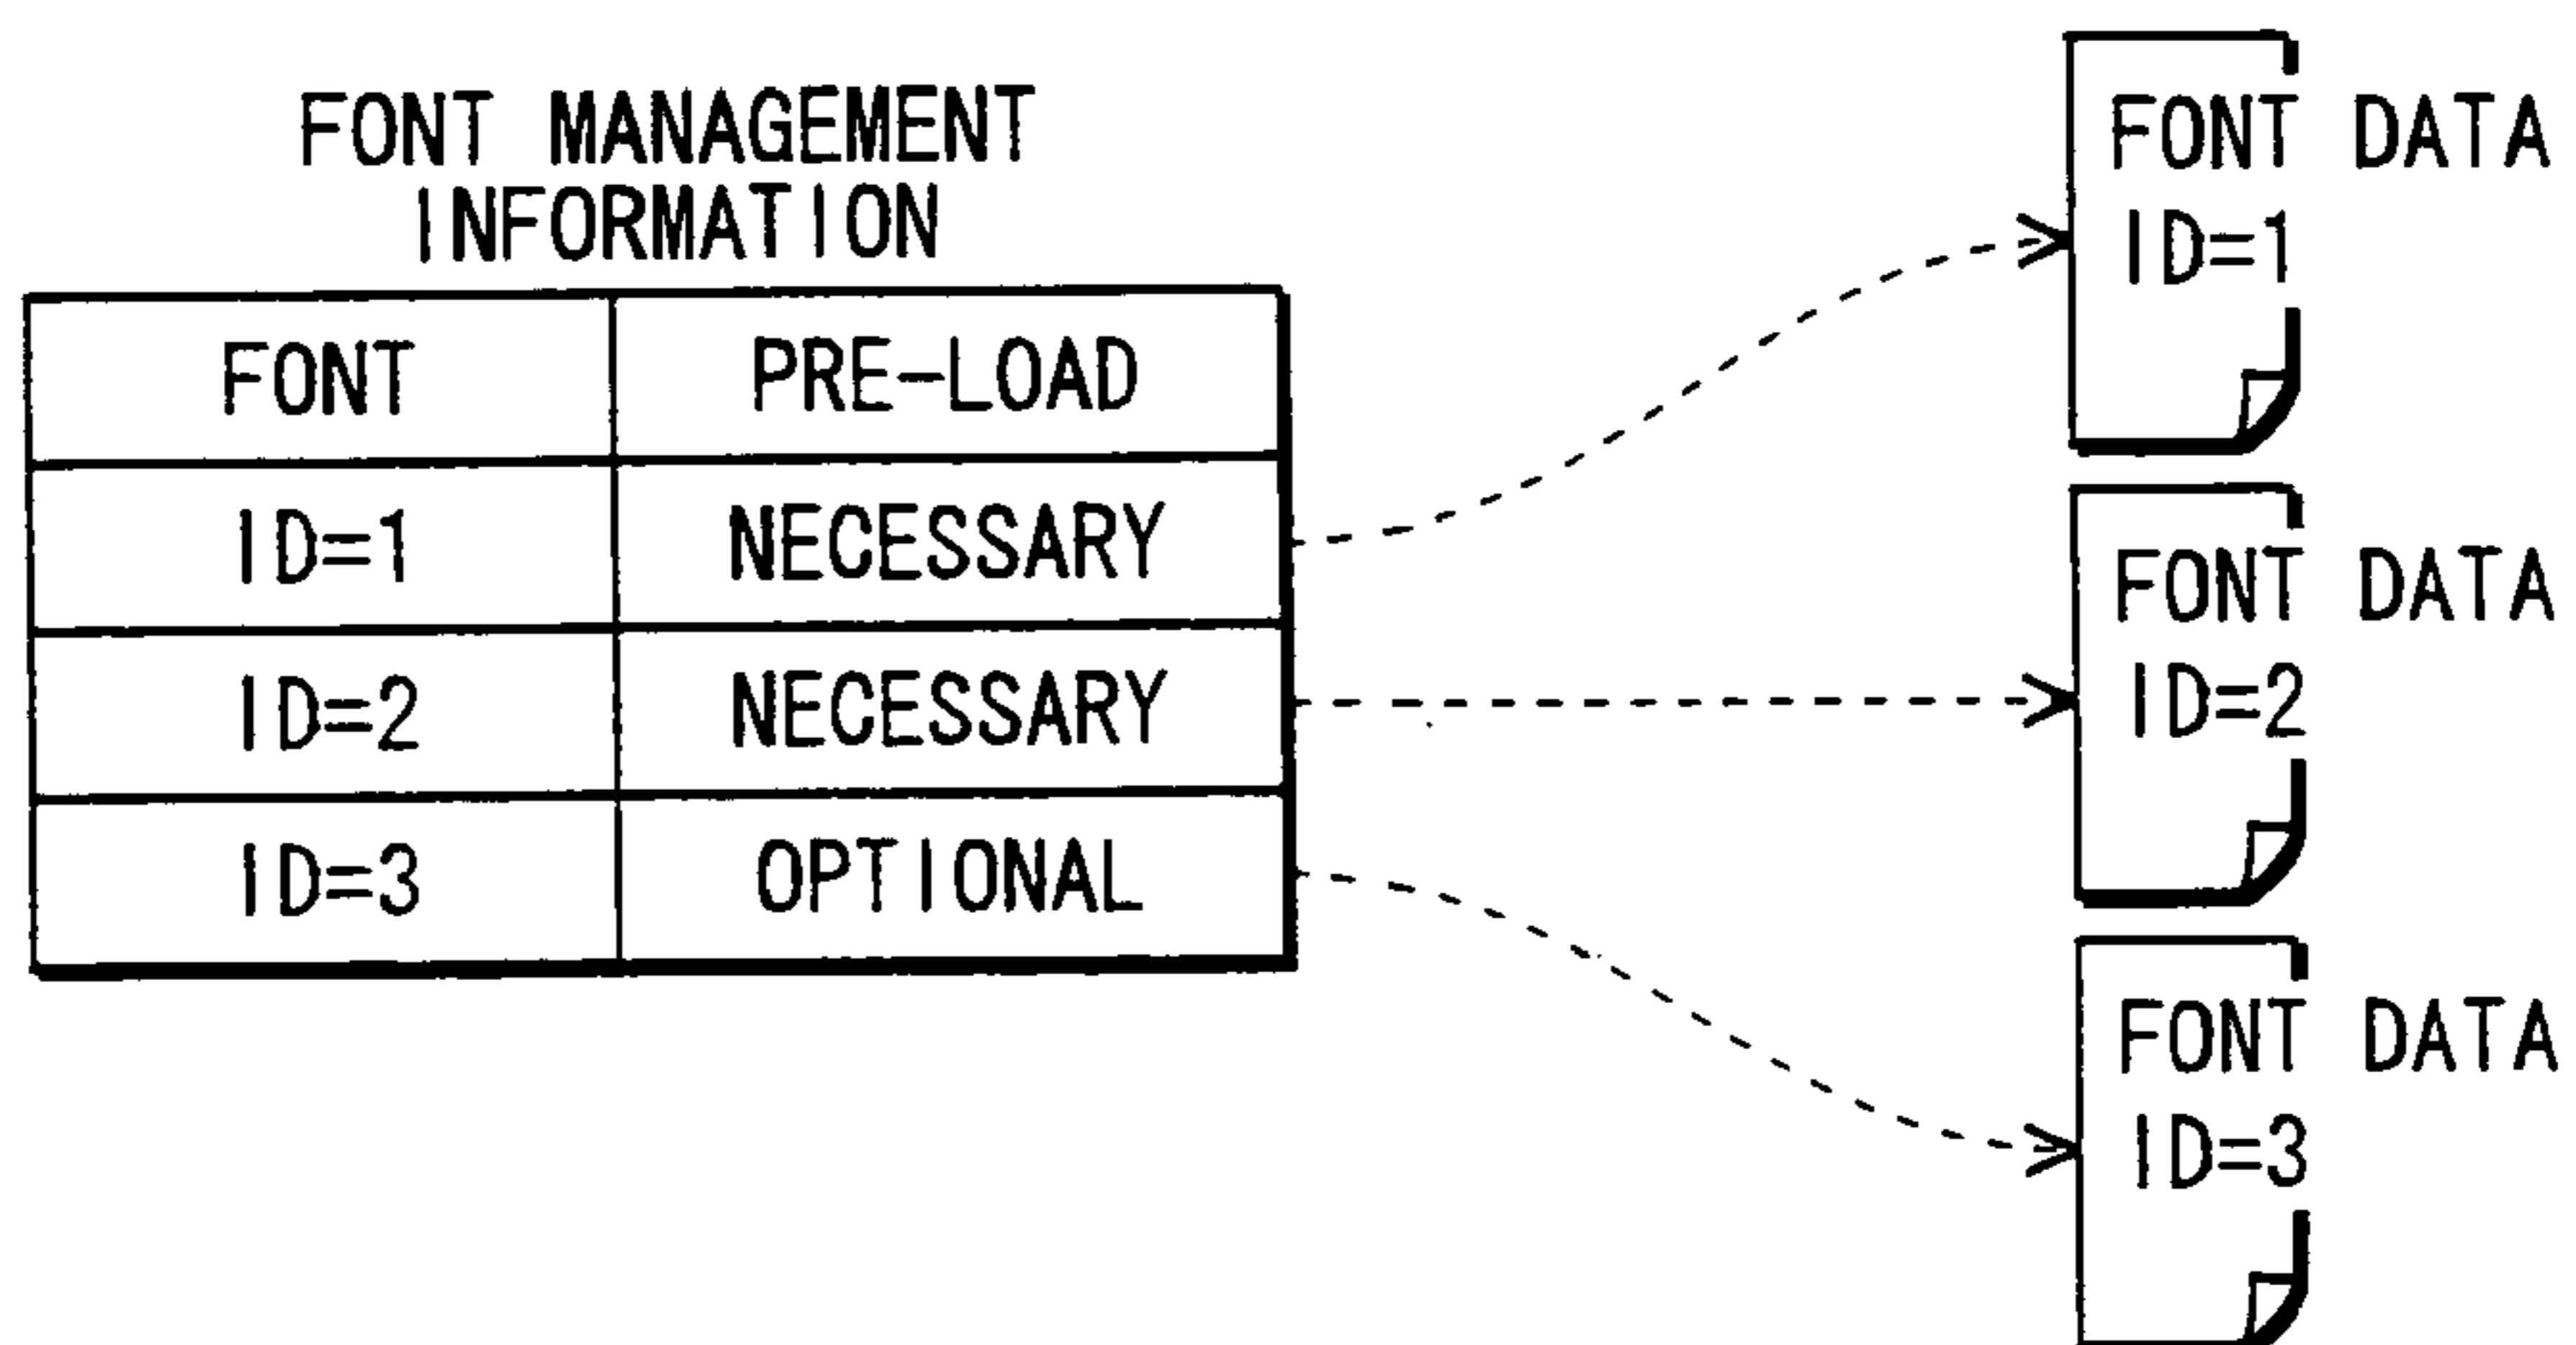 FONT MANAGEMENT
INFORMATION
FONT PRE-LOAD
ID=1 NECESSARY
ID=2 NECESSARY
ID=3 OPTIONAL
FONT DATA
ID=1
FONT DATA
ID=2
FONT DATA
ID=3